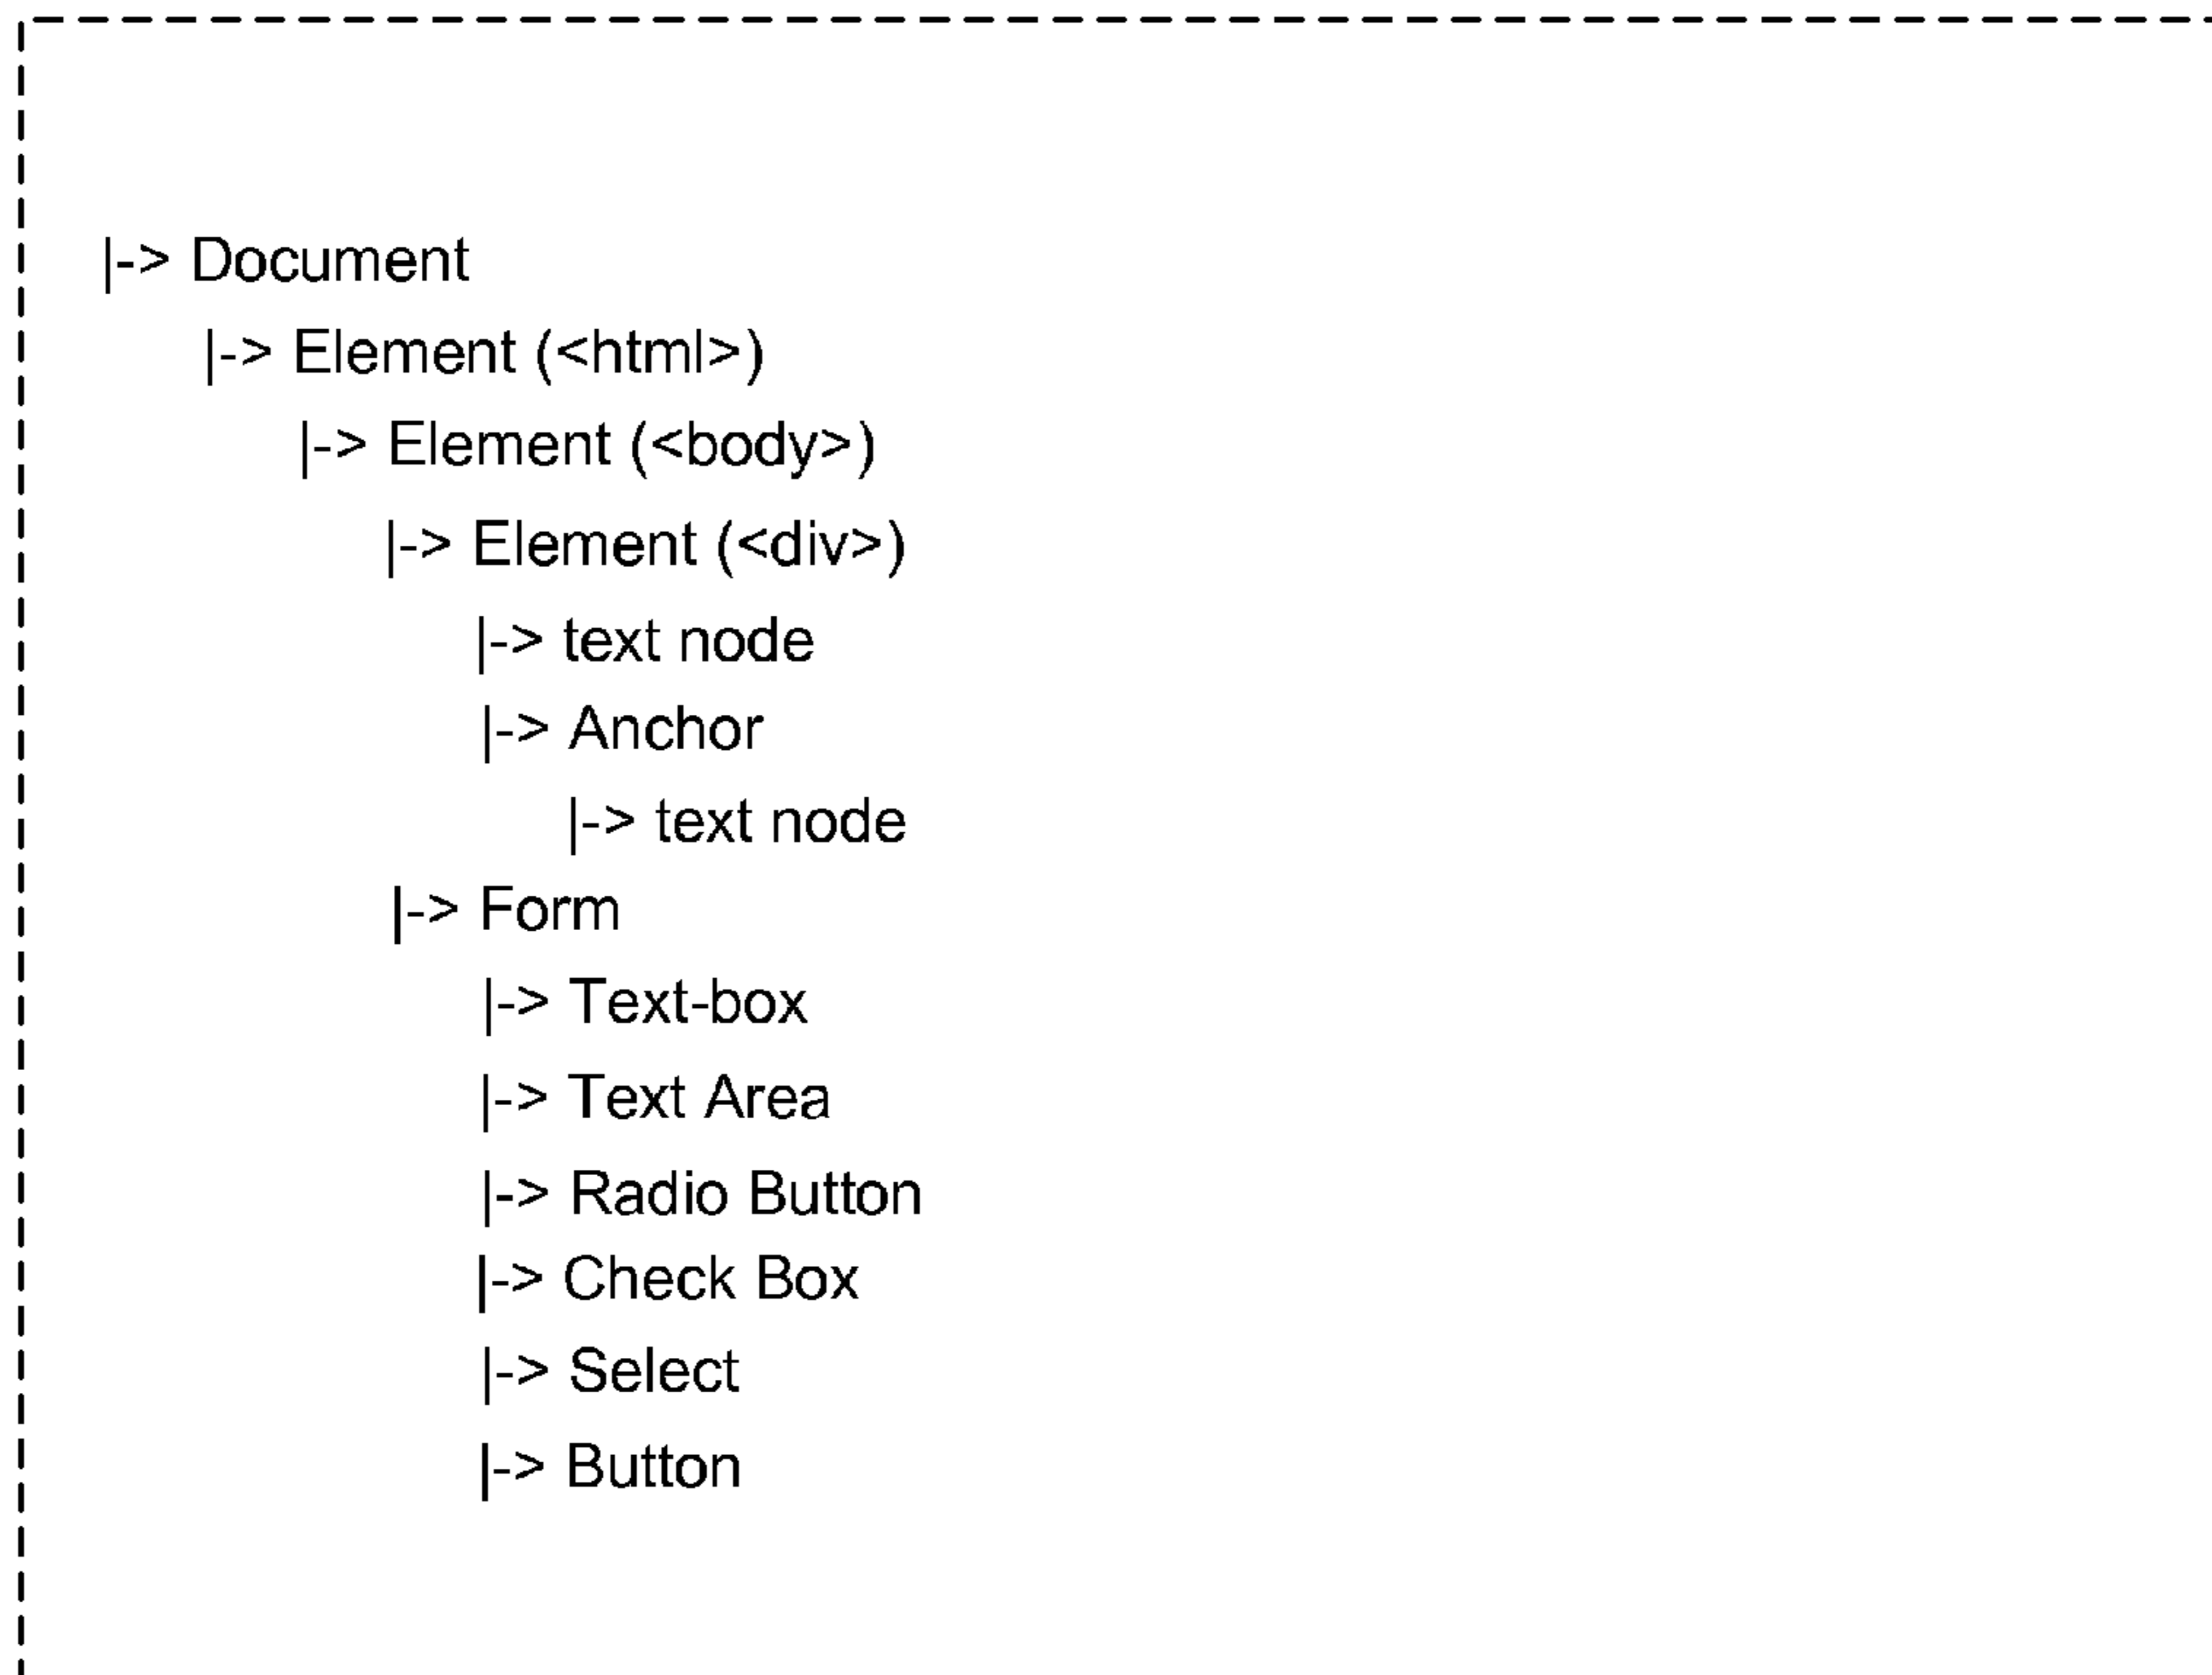 |-> Document
|-> Element (<html>)
|-> Element (<body>)
|-> Element (<div>)
|-> text node
|-> Anchor
|-> text node
|-> Form
|-> Text-box
|-> Text Area
|-> Radio Button
|-> Check Box
|-> Select
|-> Button